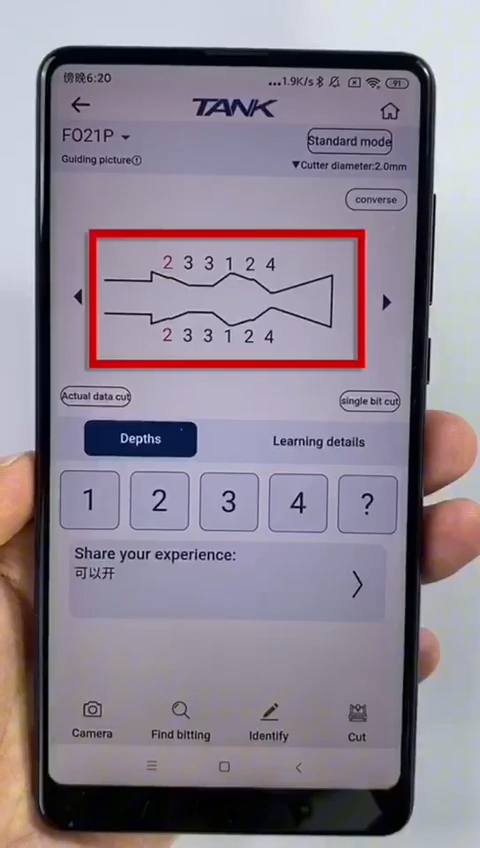 傍晚6:20
...1.9K/s 91
TANK
FO21P
Standard mode
Guiding picture
▼Cutter diameter:2.0mm
converse
2 3 3 1 2 4
2 3 3 1 2 4
Actual data cut
single bit cut
Depths
Learning details
1 2 3 4 ?
Share your experience:
可以开
Camera
Find bitting
Identify
Cut